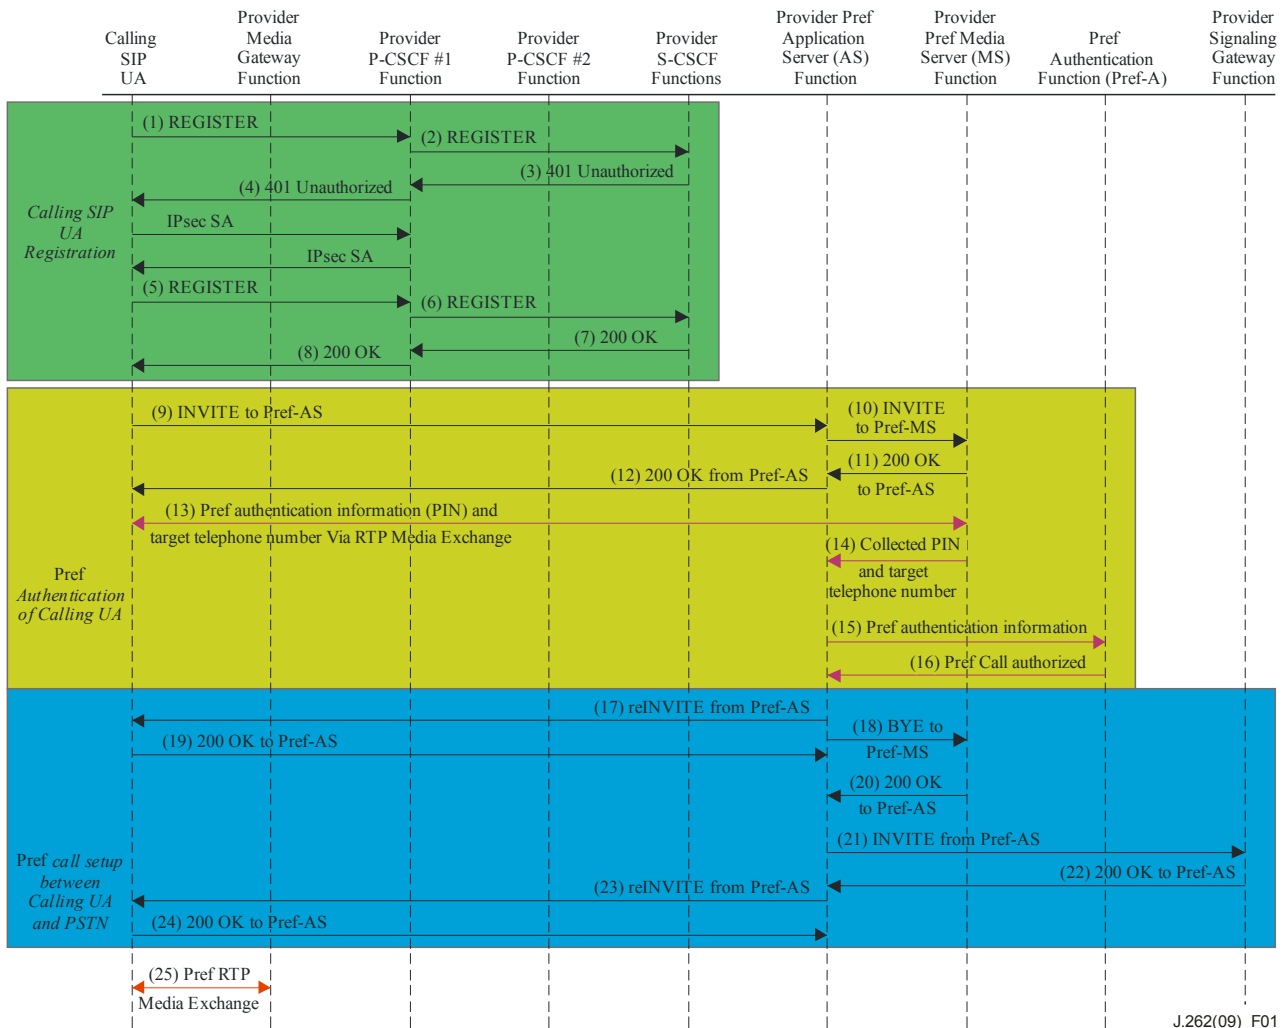 Calling
SIP
UA
Provider
Media
Gateway
Function
Provider
P-CSCF #1
Function
Provider
P-CSCF #2
Function
Provider
S-CSCF
Functions
Provider Pref
Application
Server (AS)
Function
Provider
Pref Media
Server (MS)
Function
Pref
Authentication
Function (Pref-A)
Provider
Signaling
Gateway
Function
Calling SIP
UA
Registration
(1) REGISTER
(2) REGISTER
(3) 401 Unauthorized
(4) 401 Unauthorized
IPsec SA
IPsec SA
(5) REGISTER
(6) REGISTER
(7) 200 OK
(8) 200 OK
Pref
Authentication
of Calling UA
(9) INVITE to Pref-AS
(10) INVITE
to Pref-MS
(11) 200 OK
to Pref-AS
(12) 200 OK from Pref-AS
(13) Pref authentication information (PIN) and
target telephone number Via RTP Media Exchange
(14) Collected PIN
and target
telephone number
(15) Pref authentication information
(16) Pref Call authorized
Pref call setup
between
Calling UA
and PSTN
(17) reINVITE from Pref-AS
(18) BYE to
Pref-MS
(19) 200 OK to Pref-AS
(20) 200 OK
to Pref-AS
(21) INVITE from Pref-AS
(22) 200 OK to Pref-AS
(23) reINVITE from Pref-AS
(24) 200 OK to Pref-AS
(25) Pref RTP
Media Exchange
J.262(09)_F01